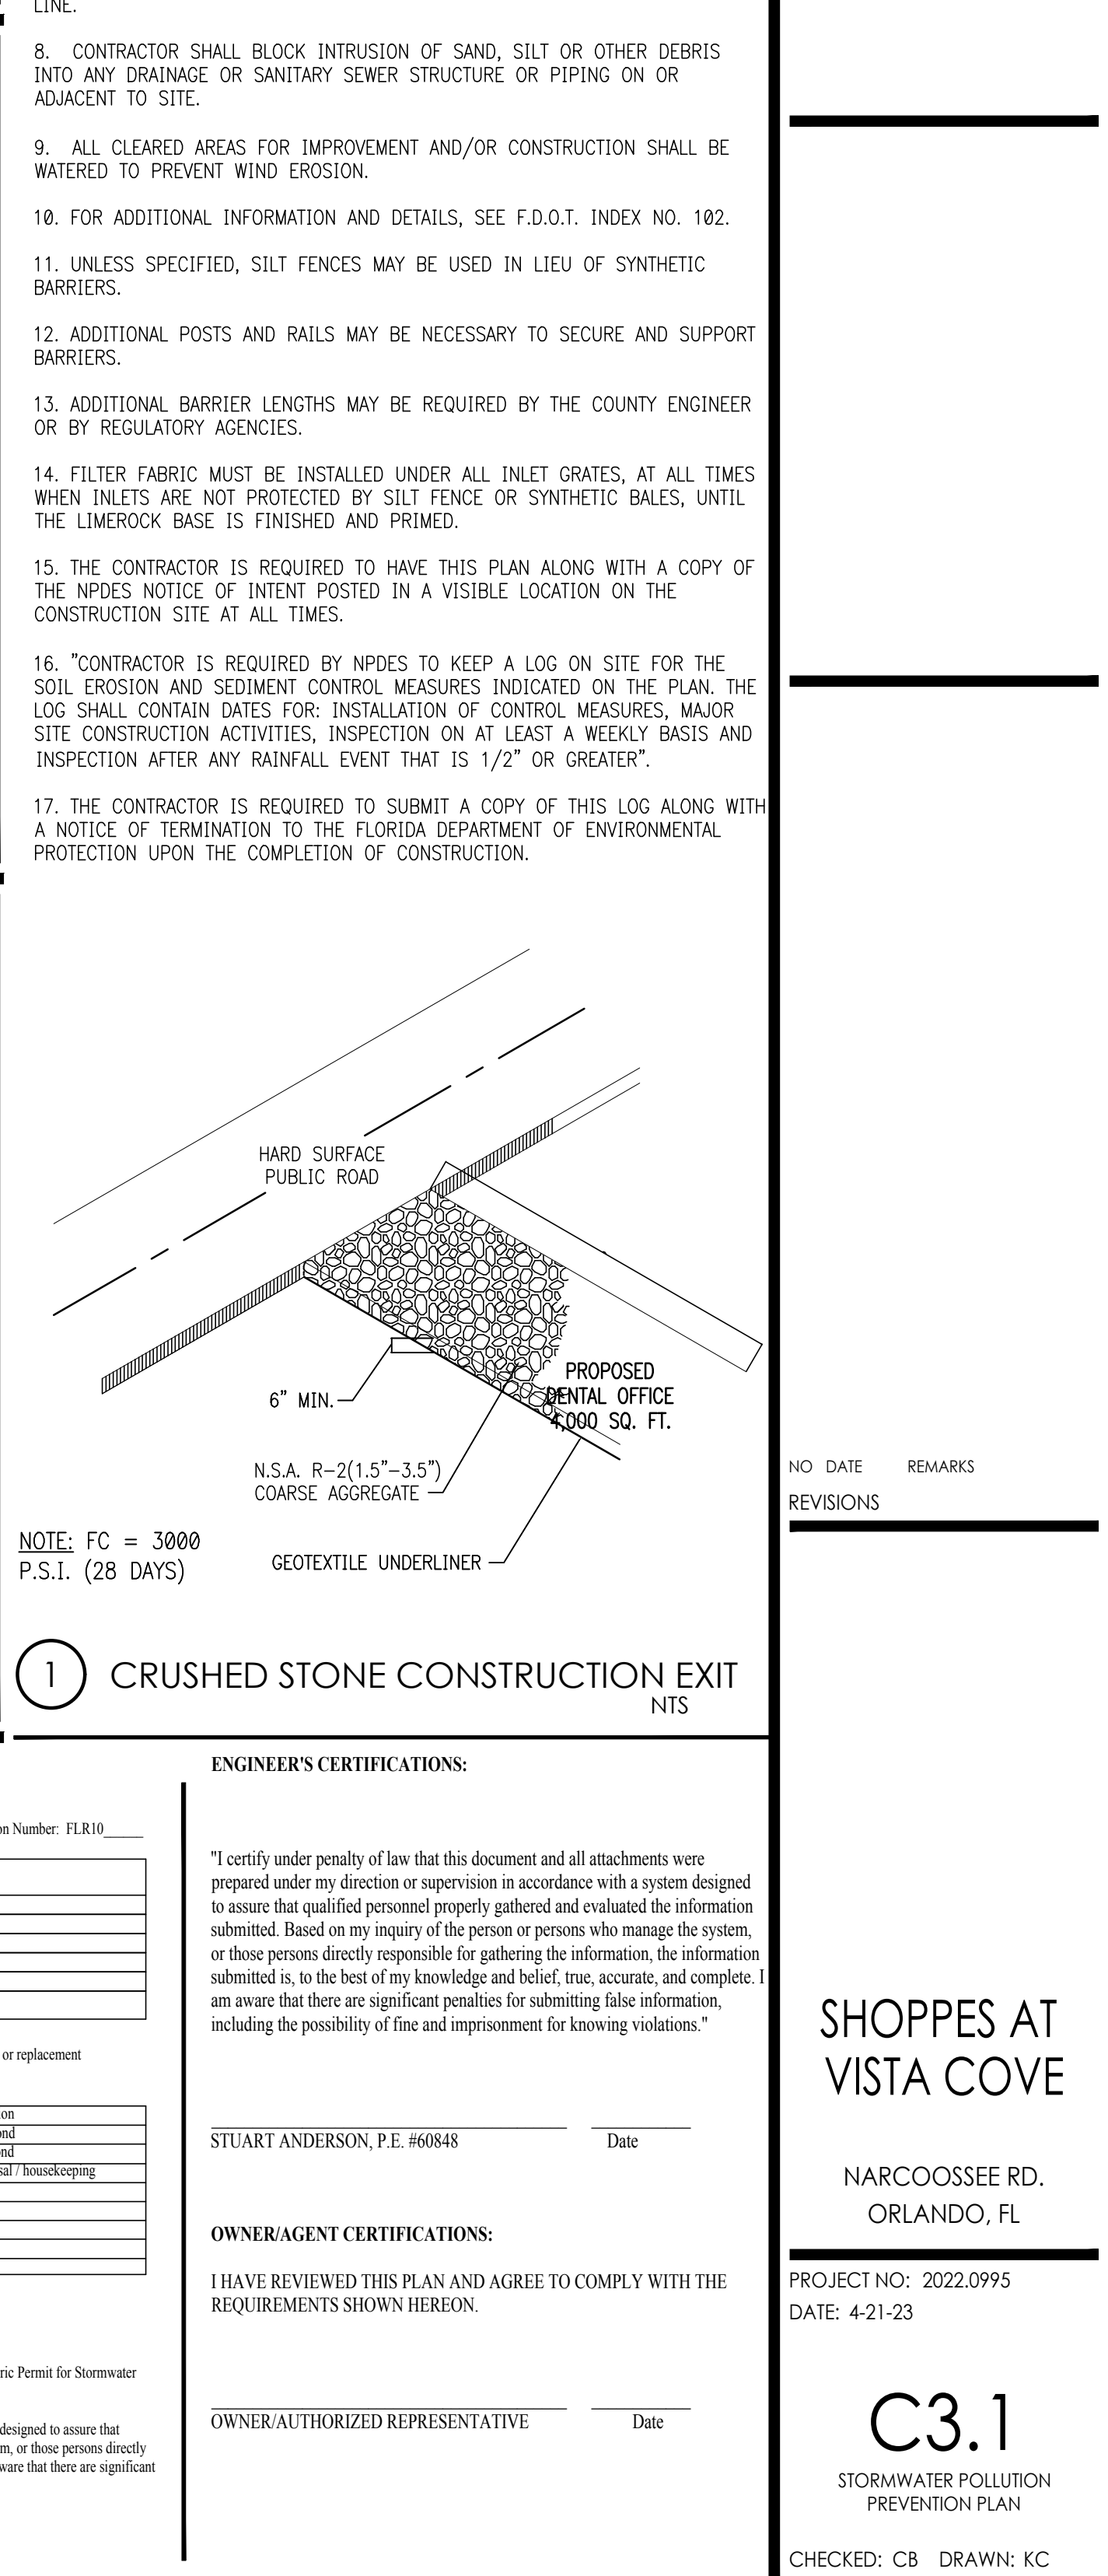 LINE.
8. CONTRACTOR SHALL BLOCK INTRUSION OF SAND, SILT OR OTHER DEBRIS
INTO ANY DRAINAGE OR SANITARY SEWER STRUCTURE OR PIPING ON OR
ADJACENT TO SITE.
9. ALL CLEARED AREAS FOR IMPROVEMENT AND/OR CONSTRUCTION SHALL BE
WATERED TO PREVENT WIND EROSION.
10. FOR ADDITIONAL INFORMATION AND DETAILS, SEE F.D.O.T. INDEX NO. 102.
11. UNLESS SPECIFIED, SILT FENCES MAY BE USED IN LIEU OF SYNTHETIC
BARRIERS.
12. ADDITIONAL POSTS AND RAILS MAY BE NECESSARY TO SECURE AND SUPPORT
BARRIERS.
13. ADDITIONAL BARRIER LENGTHS MAY BE REQUIRED BY THE COUNTY ENGINEER
OR BY REGULATORY AGENCIES.
14. FILTER FABRIC MUST BE INSTALLED UNDER ALL INLET GRATES, AT ALL TIMES
WHEN INLETS ARE NOT PROTECTED BY SILT FENCE OR SYNTHETIC BALES, UNTIL
THE LIMEROCK BASE IS FINISHED AND PRIMED.
15. THE CONTRACTOR IS REQUIRED TO HAVE THIS PLAN ALONG WITH A COPY OF
THE NPDES NOTICE OF INTENT POSTED IN A VISIBLE LOCATION ON THE
CONSTRUCTION SITE AT ALL TIMES.
16. "CONTRACTOR IS REQUIRED BY NPDES TO KEEP A LOG ON SITE FOR THE
SOIL EROSION AND SEDIMENT CONTROL MEASURES INDICATED ON THE PLAN. THE
LOG SHALL CONTAIN DATES FOR: INSTALLATION OF CONTROL MEASURES, MAJOR
SITE CONSTRUCTION ACTIVITIES, INSPECTION ON AT LEAST A WEEKLY BASIS AND
INSPECTION AFTER ANY RAINFALL EVENT THAT IS 1/2" OR GREATER".
17. THE CONTRACTOR IS REQUIRED TO SUBMIT A COPY OF THIS LOG ALONG WITH
A NOTICE OF TERMINATION TO THE FLORIDA DEPARTMENT OF ENVIRONMENTAL
PROTECTION UPON THE COMPLETION OF CONSTRUCTION.
HARD SURFACE
PUBLIC ROAD
PROPOSED
DENTAL OFFICE
4,000 SQ. FT.
6" MIN.
N.S.A. R-2(1.5"-3.5")
COARSE AGGREGATE
GEOTEXTILE UNDERLINER
NOTE: FC = 3000
P.S.I. (28 DAYS)
1 CRUSHED STONE CONSTRUCTION EXIT
NTS
on Number: FLR10______
or replacement
ion
ond
ond
sal / housekeeping
ric Permit for Stormwater
designed to assure that
m, or those persons directly
ware that there are significant
ENGINEER'S CERTIFICATIONS:
"I certify under penalty of law that this document and all attachments were
prepared under my direction or supervision in accordance with a system designed
to assure that qualified personnel properly gathered and evaluated the information
submitted. Based on my inquiry of the person or persons who manage the system,
or those persons directly responsible for gathering the information, the information
submitted is, to the best of my knowledge and belief, true, accurate, and complete. I
am aware that there are significant penalties for submitting false information,
including the possibility of fine and imprisonment for knowing violations."
STUART ANDERSON, P.E. #60848 Date
OWNER/AGENT CERTIFICATIONS:
I HAVE REVIEWED THIS PLAN AND AGREE TO COMPLY WITH THE
REQUIREMENTS SHOWN HEREON.
OWNER/AUTHORIZED REPRESENTATIVE Date
NO DATE REMARKS
REVISIONS
SHOPPES AT
VISTA COVE
NARCOOSSEE RD.
ORLANDO, FL
PROJECT NO: 2022.0995
DATE: 4-21-23
C3.1
STORMWATER POLLUTION
PREVENTION PLAN
CHECKED: CB DRAWN: KC